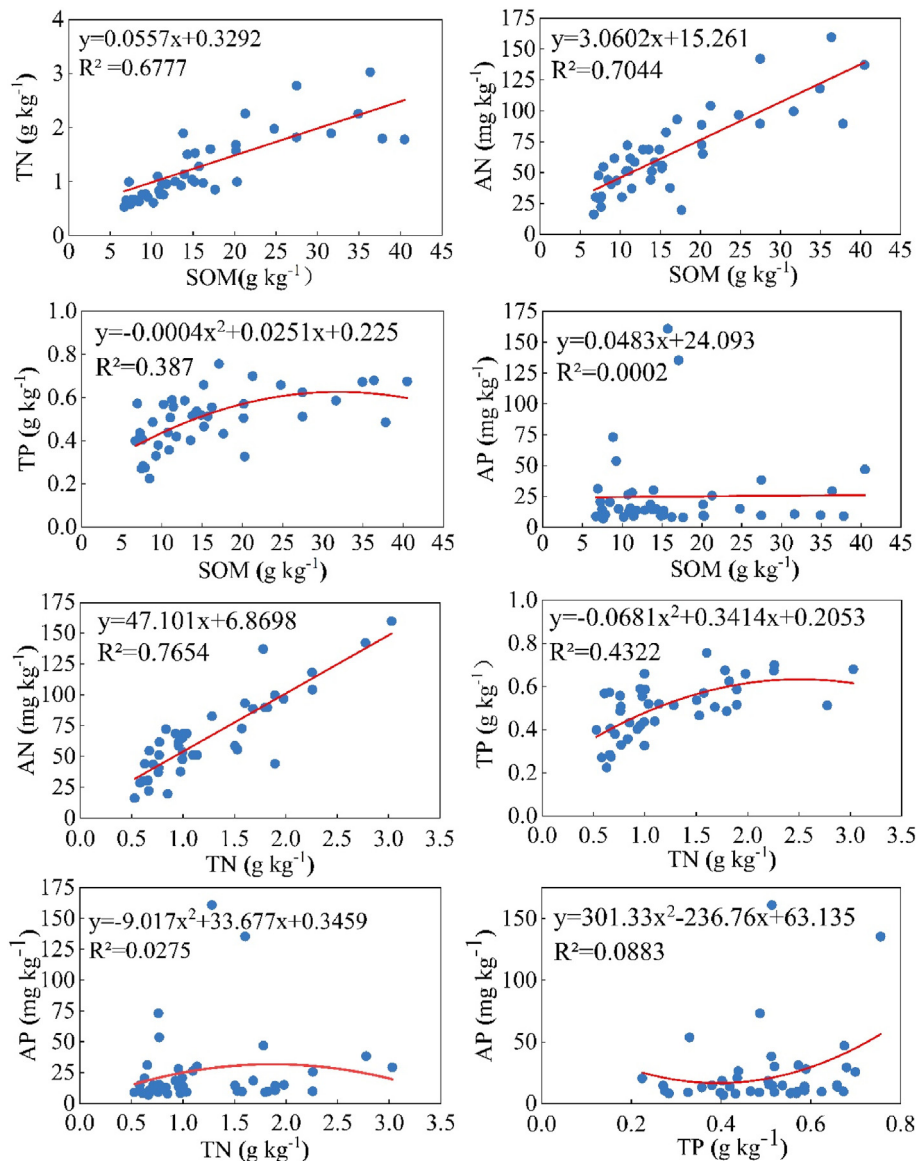 y=0.0557x+0.3292
R² =0.6777
TN (g kg⁻¹)
4
3
2
1
0
0 5 10 15 20 25 30 35 40 45
SOM(g kg⁻¹)
y=3.0602x+15.261
R² =0.7044
AN (mg kg⁻¹)
175
150
125
100
75
50
25
0
0 5 10 15 20 25 30 35 40 45
SOM (g kg⁻¹)
y=-0.0004x²+0.0251x+0.225
R²=0.387
TP (g kg⁻¹)
1.0
0.8
0.6
0.4
0.2
0.0
0 5 10 15 20 25 30 35 40 45
SOM (g kg⁻¹)
y=0.0483x+24.093
R²=0.0002
AP (mg kg⁻¹)
175
150
125
100
75
50
25
0
0 5 10 15 20 25 30 35 40 45
SOM (g kg⁻¹)
y=47.101x+6.8698
R²=0.7654
AN (mg kg⁻¹)
175
150
125
100
75
50
25
0
0.0 0.5 1.0 1.5 2.0 2.5 3.0 3.5
TN (g kg⁻¹)
y=-0.0681x²+0.3414x+0.2053
R²=0.4322
TP (g kg⁻¹)
1.0
0.8
0.6
0.4
0.2
0.0
0.0 0.5 1.0 1.5 2.0 2.5 3.0 3.5
TN (g kg⁻¹)
y=-9.017x²+33.677x+0.3459
R²=0.0275
AP (mg kg⁻¹)
175
150
125
100
75
50
25
0
0.0 0.5 1.0 1.5 2.0 2.5 3.0 3.5
TN (g kg⁻¹)
y=301.33x²-236.76x+63.135
R²=0.0883
AP (mg kg⁻¹)
175
150
125
100
75
50
25
0
0.0 0.2 0.4 0.6 0.8
TP (g kg⁻¹)